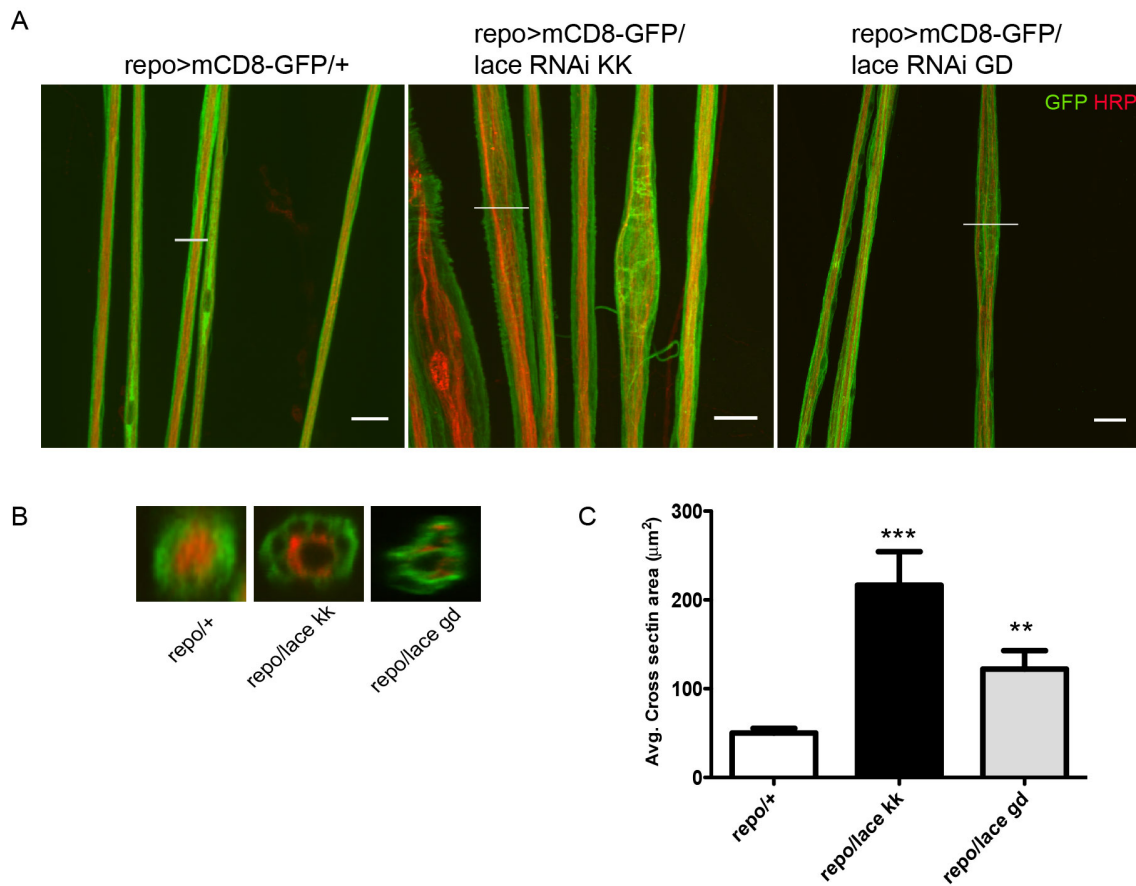 A
repo>mCD8-GFP/+
repo>mCD8-GFP/
lace RNAi KK
repo>mCD8-GFP/
lace RNAi GD
GFP HRP
B
repo/+
repo/lace kk
repo/lace gd
C
Avg. Cross sectin area (µm²)
300
200
100
0
***
**
repo/+
repo/lace kk
repo/lace gd